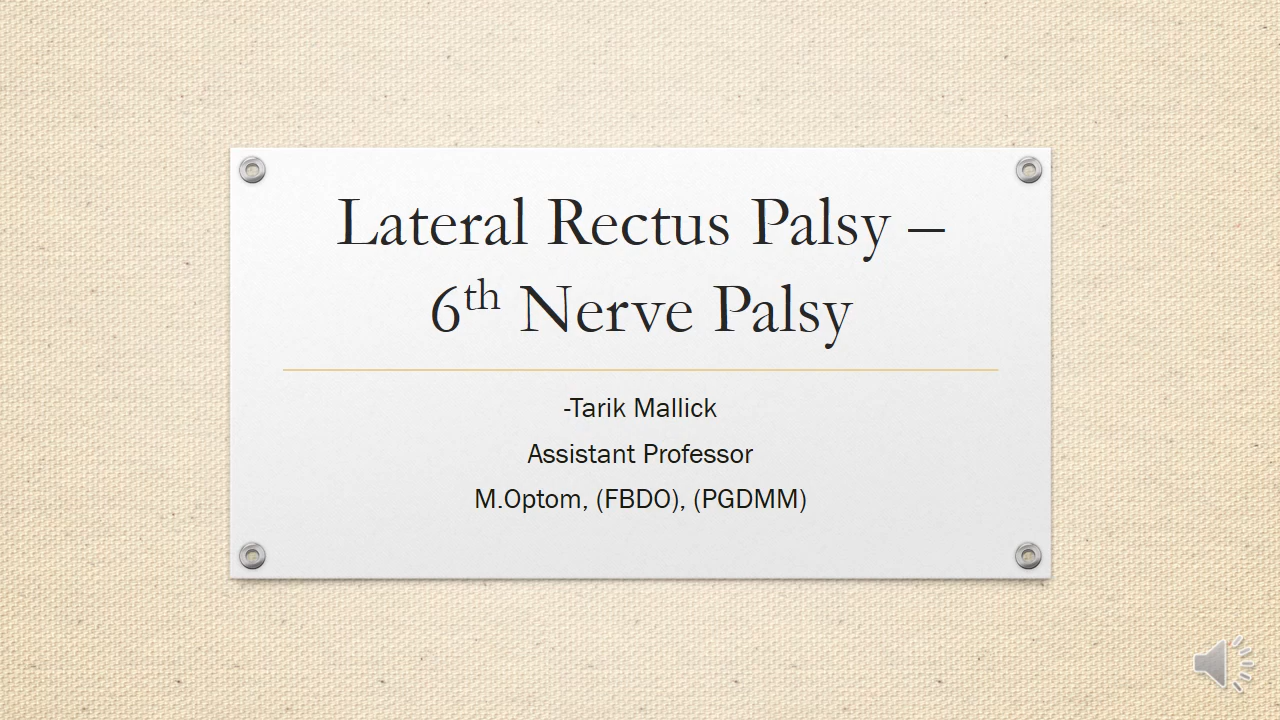 Lateral Rectus Palsy –
6th Nerve Palsy
-Tarik Mallick
Assistant Professor
M.Optom, (FBDO), (PGDMM)